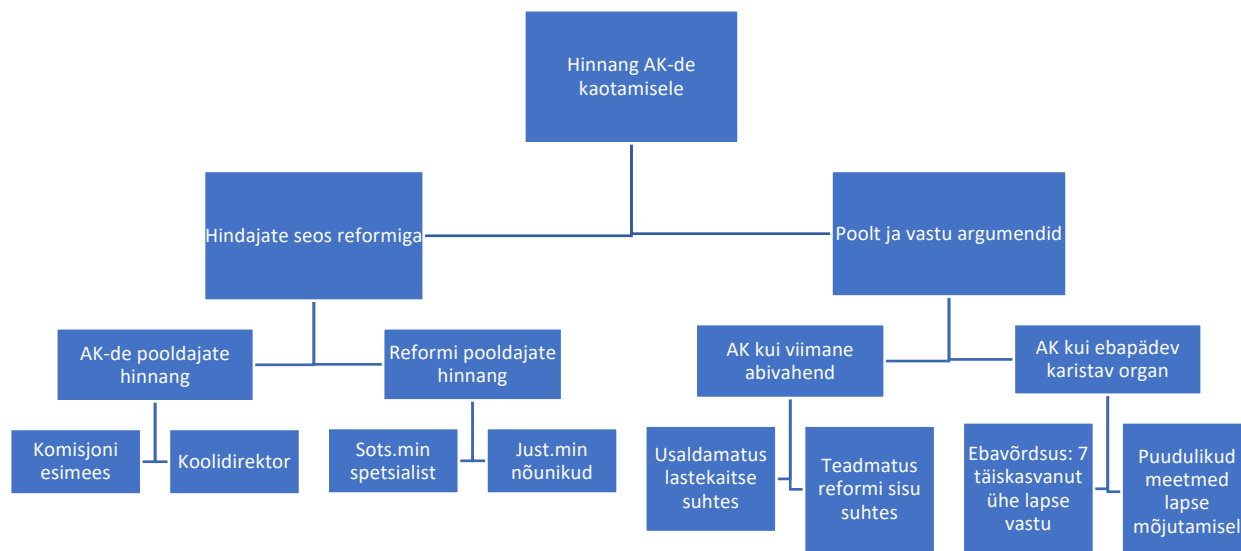 Hinnang AK-de
kaotamisele
Hindajate seos reformiga
Poolt ja vastu argumendid
AK-de pooldajate
hinnang
Reformi pooldajate
hinnang
AK kui viimane
abivahend
AK kui ebapädev
karistav organ
Komisjoni
esimees
Koolidirektor
Sots.min
spetsialist
Just.min
nõunikud
Usaldamatus
lastekaitse
suhtes
Teadmatus
reformi sisu
suhtes
Ebavõrdsus: 7
täiskasvanut
ühe lapse
vastu
Puudulikud
meetmed
lapse
mõjutamisel